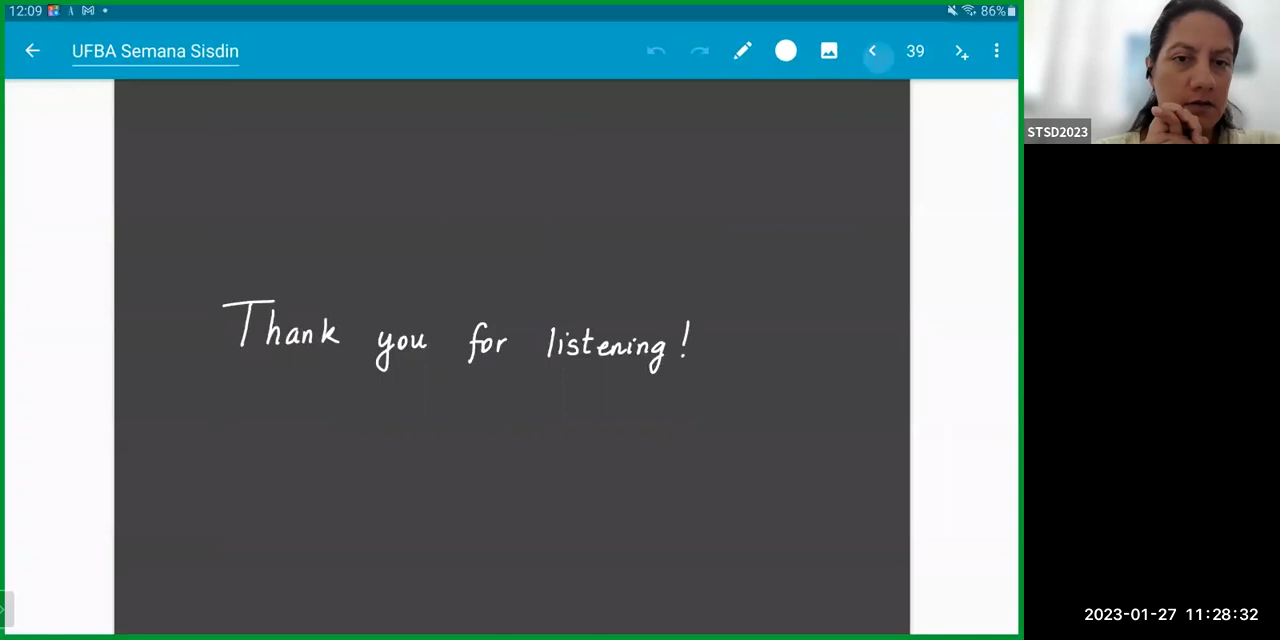 12:09
86%
UFBA Semana Sisdin
39
STSD2023
Thank you for listening!
2023-01-27 11:28:32